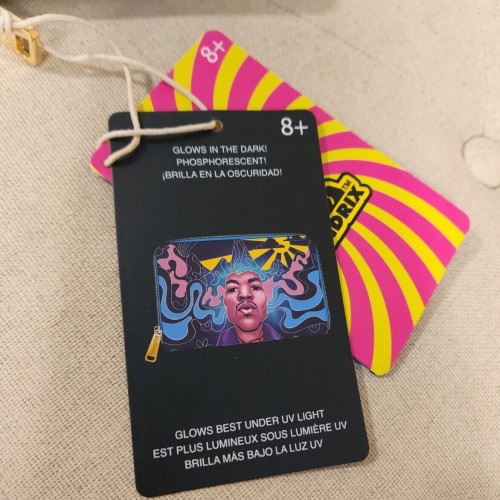 8+
8+
GLOWS IN THE DARK!
PHOSPHORESCENT!
¡BRILLA EN LA OSCURIDAD!
GLOWS BEST UNDER UV LIGHT
EST PLUS LUMINEUX SOUS LUMIÈRE UV
BRILLA MÁS BAJO LA LUZ UV